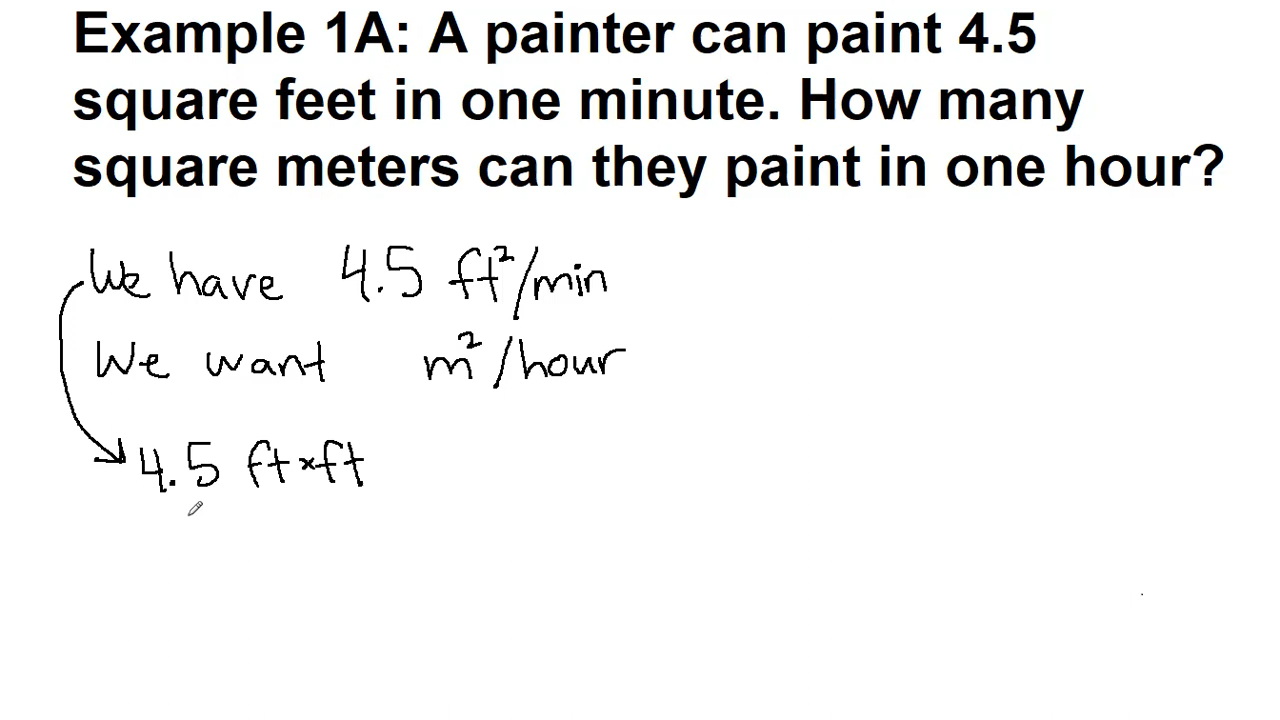 Example 1A: A painter can paint 4.5
square feet in one minute. How many
square meters can they paint in one hour?
We have 4.5 ft²/min
We want m²/hour
4.5 ft×ft